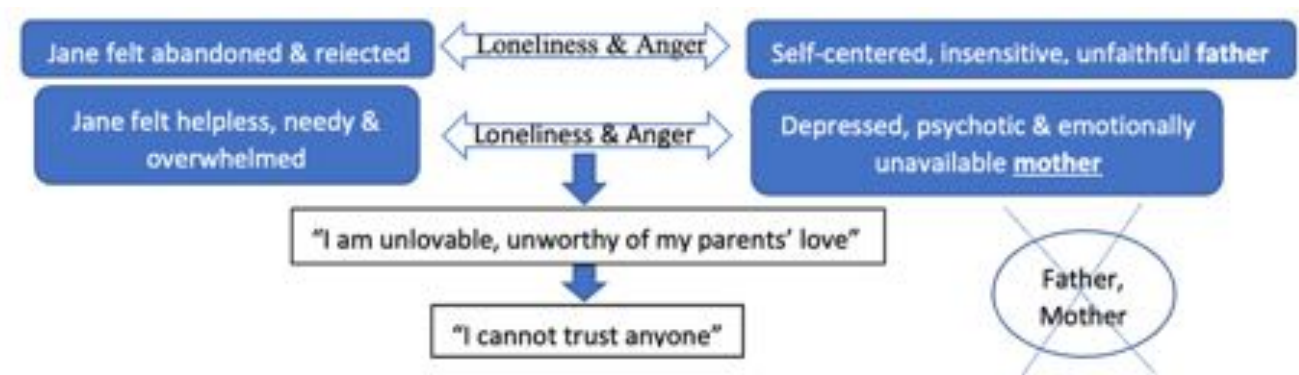 Jane felt abandoned & rejected
Loneliness & Anger
Self-centered, insensitive, unfaithful father
Jane felt helpless, needy &
overwhelmed
Loneliness & Anger
Depressed, psychotic & emotionally
unavailable mother
“I am unlovable, unworthy of my parents’ love”
Father,
Mother
“I cannot trust anyone”